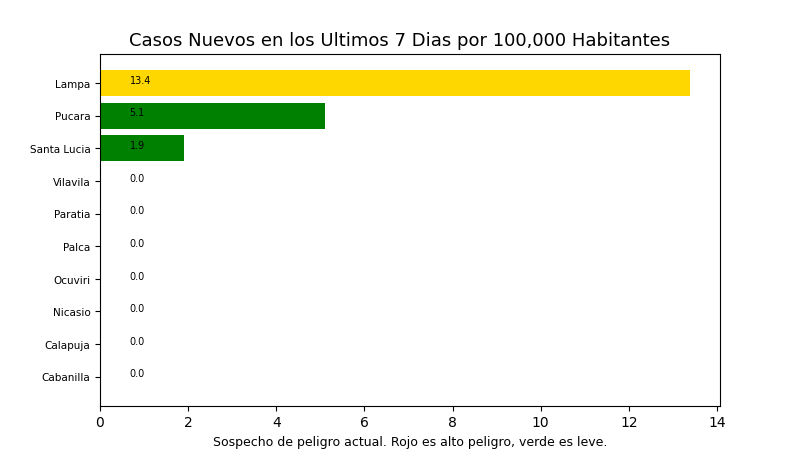 Casos Nuevos en los Ultimos 7 Dias por 100,000 Habitantes
Lampa 13.4
Pucara 5.1
Santa Lucia 1.9
Vilavila 0.0
Paratia 0.0
Palca 0.0
Ocuviri 0.0
Nicasio 0.0
Calapuja 0.0
Cabanilla 0.0
0 2 4 6 8 10 12 14
Sospecho de peligro actual. Rojo es alto peligro, verde es leve.